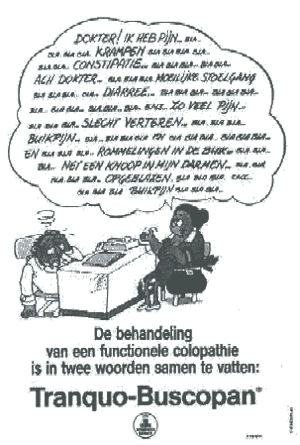 DOKTER! IK HEB PIJN... BLA..
BLA BLA BLA. KRAMPEN BLA BLA BLA BLA..
BLA BLA.. CONSTIPATIE... BLA BLA BLA.. BLA
ACH DOKTER... BLA BLA BLA MOEILIJKE STOELGANG
BLA BLA BLA.. BLA.. DIARREE... BLA BLA.. BLA BLA BLA
BLA.. BLA BLA BLA.. BLA BLA.. BLA.. ENZ. ZO VEEL PIJN..
BLA BLA BLA.. SLECHT VERTEREN... BLA BLA.. BLA BLA..
BUIKPIJN... BLA.. BLA BLA BLA EN BLA BLA.. BLA BLA BLA..
EN BLA BLA BLA.. ROMMELINGEN IN DE BUIK... BLA BLA
BLA.. NET EEN KNOOP IN MIJN DARMEN... BLA.. BLA
BLA BLA BLA.. OPGEBLAZEN. BLA BLA BLA.
BLA BLA BLA BUIKPIJN BLA BLA BLA..
De behandeling
van een functionele colopathie
is in twee woorden samen te vatten:
Tranquo-Buscopan*